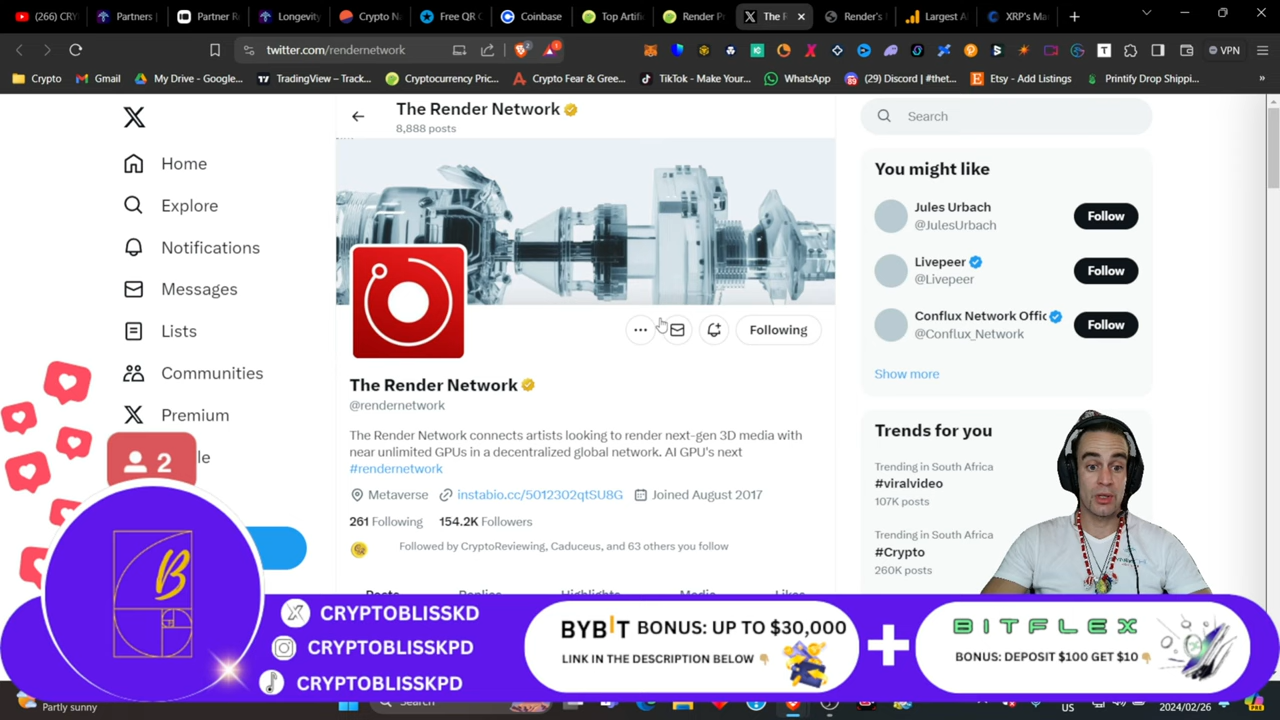 (266) CRY
Partners |
Partner Re
Longevity
Crypto Na
Free QR C
Coinbase
Top Artifi
Render Pr
The R
Render's
Largest A
XRP's Ma
twitter.com/rendernetwork
VPN
Crypto
Gmail
My Drive - Google...
TradingView – Track...
Cryptocurrency Pric...
Crypto Fear & Gree...
TikTok - Make Your...
WhatsApp
(29) Discord | #thet...
Etsy - Add Listings
Printify Drop Shippi...
Home
Explore
Notifications
Messages
Lists
Communities
Premium
le
2
The Render Network
8,888 posts
Following
The Render Network
@rendernetwork
The Render Network connects artists looking to render next-gen 3D media with
near unlimited GPUs in a decentralized global network. AI GPU's next
#rendernetwork
Metaverse instabio.cc/5012302qtSU8G Joined August 2017
261 Following 154.2K Followers
Followed by CryptoReviewing, Caduceus, and 63 others you follow
Posts Replies Highlights Media Likes
Search
You might like
Jules Urbach
@JulesUrbach
Follow
Livepeer
@Livepeer
Follow
Conflux Network Offic
@Conflux_Network
Follow
Show more
Trends for you
Trending in South Africa
#viralvideo
107K posts
Trending in South Africa
#Crypto
260K posts
B
CRYPTOBLISSKD
CRYPTOBLISSKPD
CRYPTOBLISSKPD
BYBIT BONUS: UP TO $30,000
LINK IN THE DESCRIPTION BELOW
BITFLEX
BONUS: DEPOSIT $100 GET $10
Partly sunny
Search
US
2024/02/26